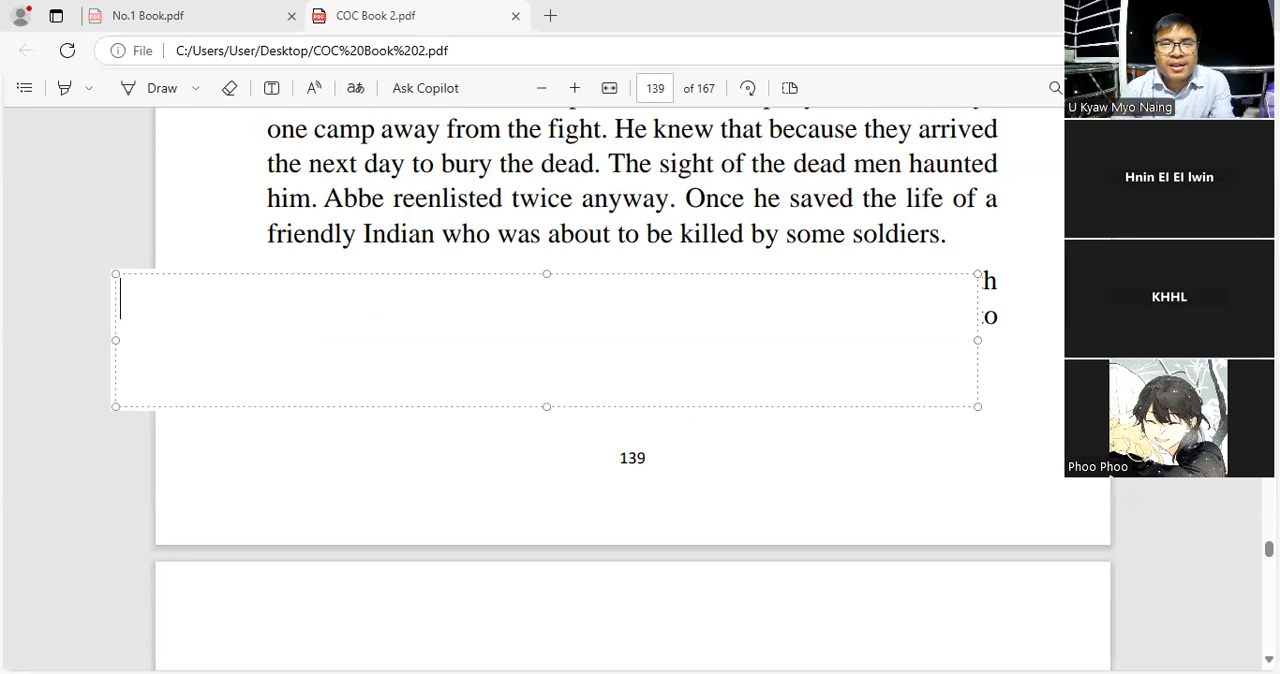 No.1 Book.pdf
COC Book 2.pdf
File
C:/Users/User/Desktop/COC%20Book%202.pdf
Draw
Ask Copilot
139 of 167
one camp away from the fight. He knew that because they arrived
the next day to bury the dead. The sight of the dead men haunted
him. Abbe reenlisted twice anyway. Once he saved the life of a
friendly Indian who was about to be killed by some soldiers.
h
to
139
U Kyaw Myo Naing
Hnin EI EI lwin
KHHL
Phoo Phoo